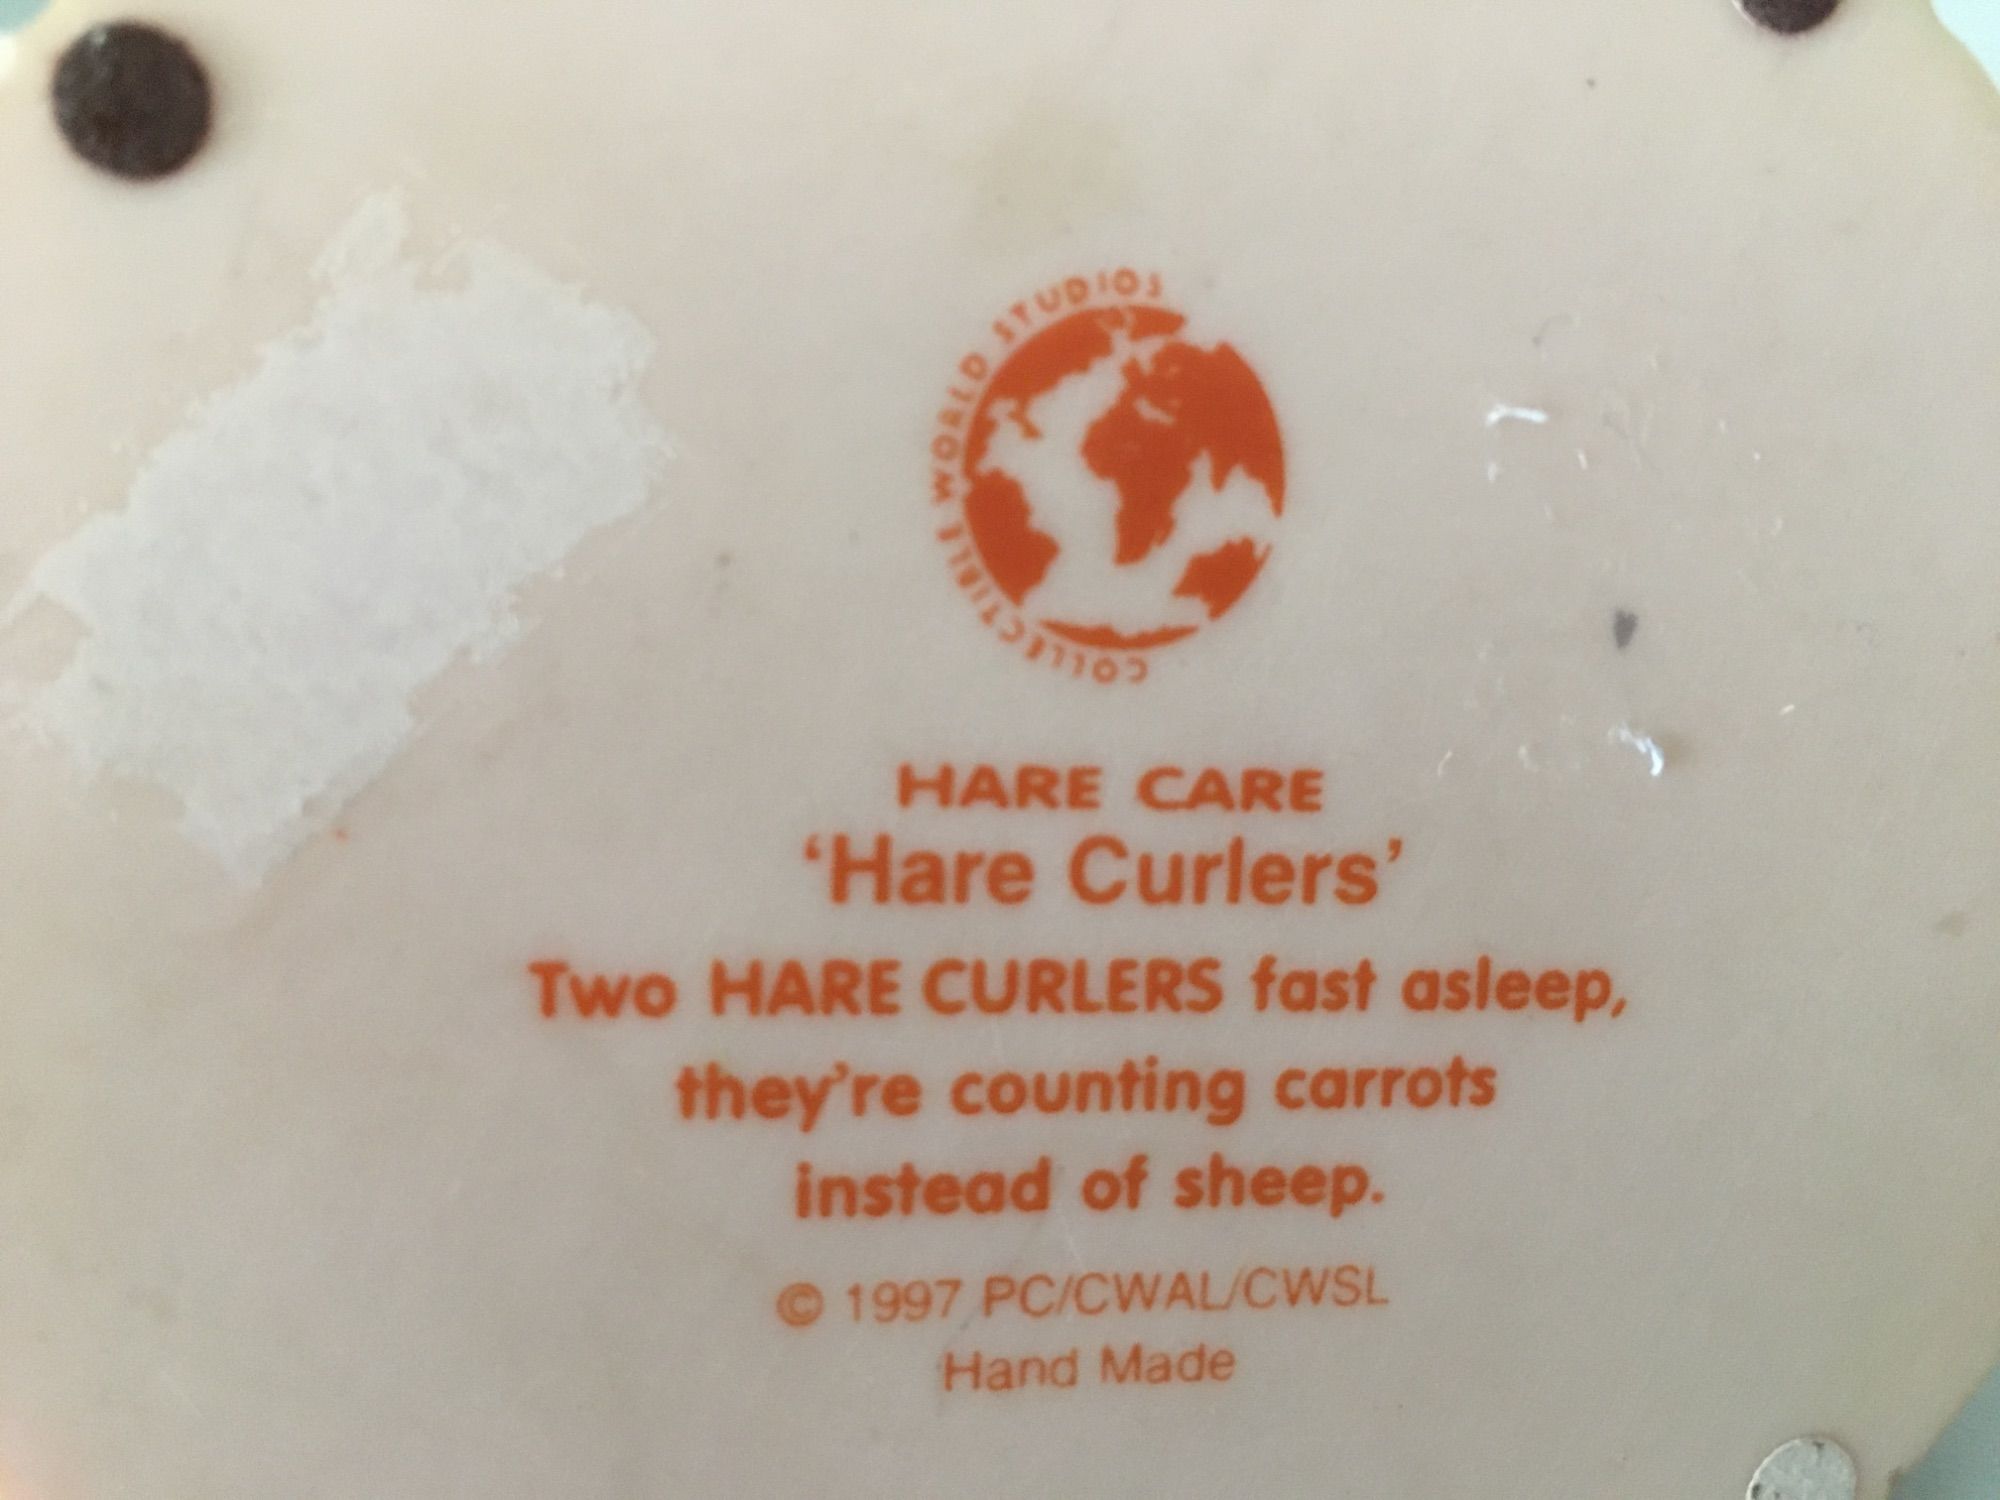 COLLECTIBLE WORLD STUDIOS
HARE CARE
‘Hare Curlers’
Two HARE CURLERS fast asleep,
they’re counting carrots
instead of sheep.
© 1997 PC/CWAL/CWSL
Hand Made